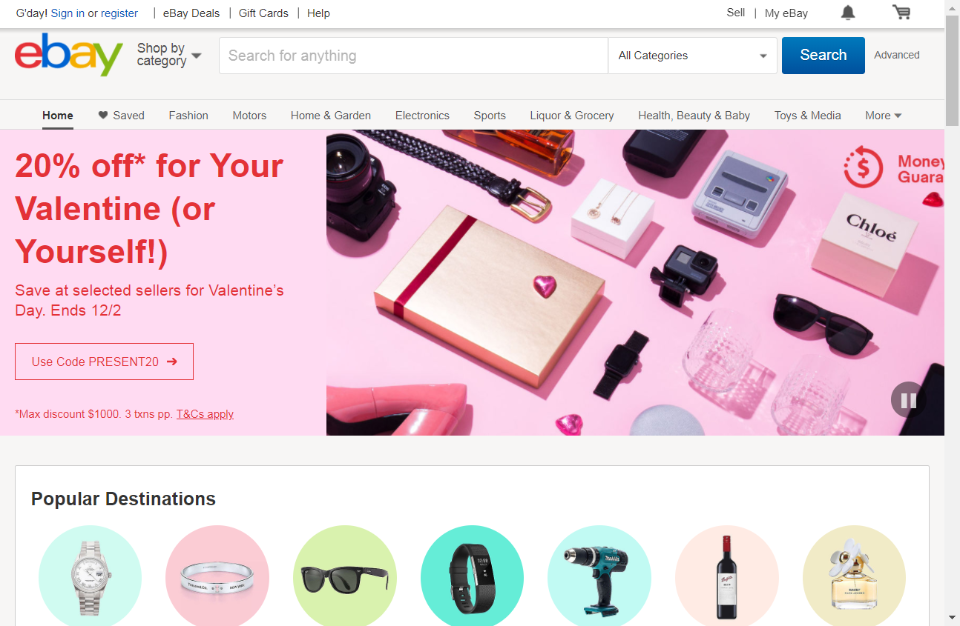 G'day! Sign in or register | eBay Deals | Gift Cards | Help Sell | My eBay
ebay Shop by category Search for anything All Categories Search Advanced
Home Saved Fashion Motors Home & Garden Electronics Sports Liquor & Grocery Health, Beauty & Baby Toys & Media More
20% off* for Your
Valentine (or
Yourself!)
Save at selected sellers for Valentine's
Day. Ends 12/2
Use Code PRESENT20 →
*Max discount $1000. 3 txns pp. T&Cs apply
$ Money
Guara
Chloé
Popular Destinations